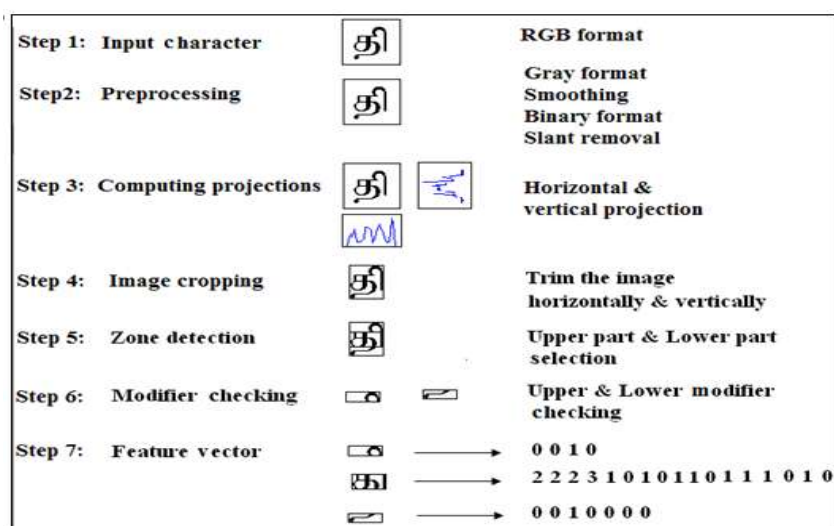 Step 1: Input character தி RGB format
Step2: Preprocessing தி Gray format
Smoothing
Binary format
Slant removal
Step 3: Computing projections தி Horizontal &
vertical projection
Step 4: Image cropping தி Trim the image
horizontally & vertically
Step 5: Zone detection தி Upper part & Lower part
selection
Step 6: Modifier checking Upper & Lower modifier
checking
Step 7: Feature vector 0 0 1 0
2 2 2 3 1 0 1 0 1 1 0 1 1 1 0 1 0
0 0 1 0 0 0 0